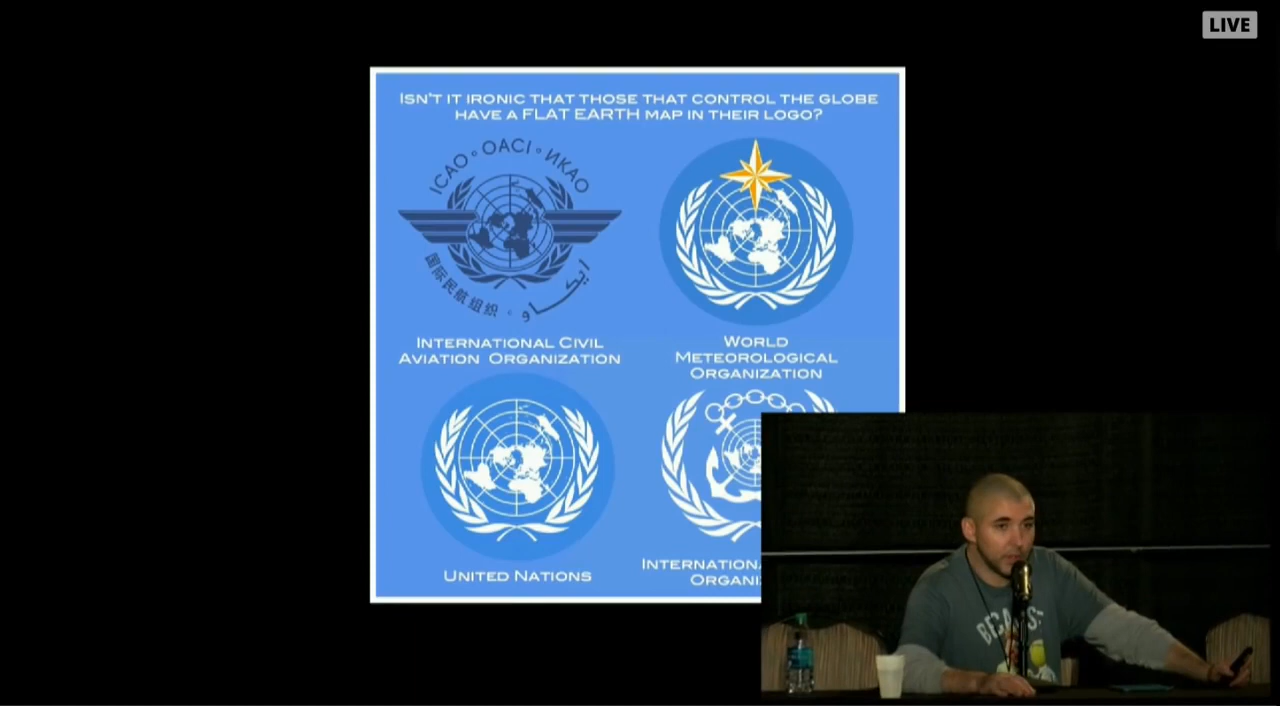 LIVE
ISN'T IT IRONIC THAT THOSE THAT CONTROL THE GLOBE
HAVE A FLAT EARTH MAP IN THEIR LOGO?
ICAO ◦ OACI ◦ ИКАО
国际民航组织 ◦ ايكاو
INTERNATIONAL CIVIL
AVIATION ORGANIZATION
WORLD
METEOROLOGICAL
ORGANIZATION
UNITED NATIONS
INTERNATIONA
ORGANI